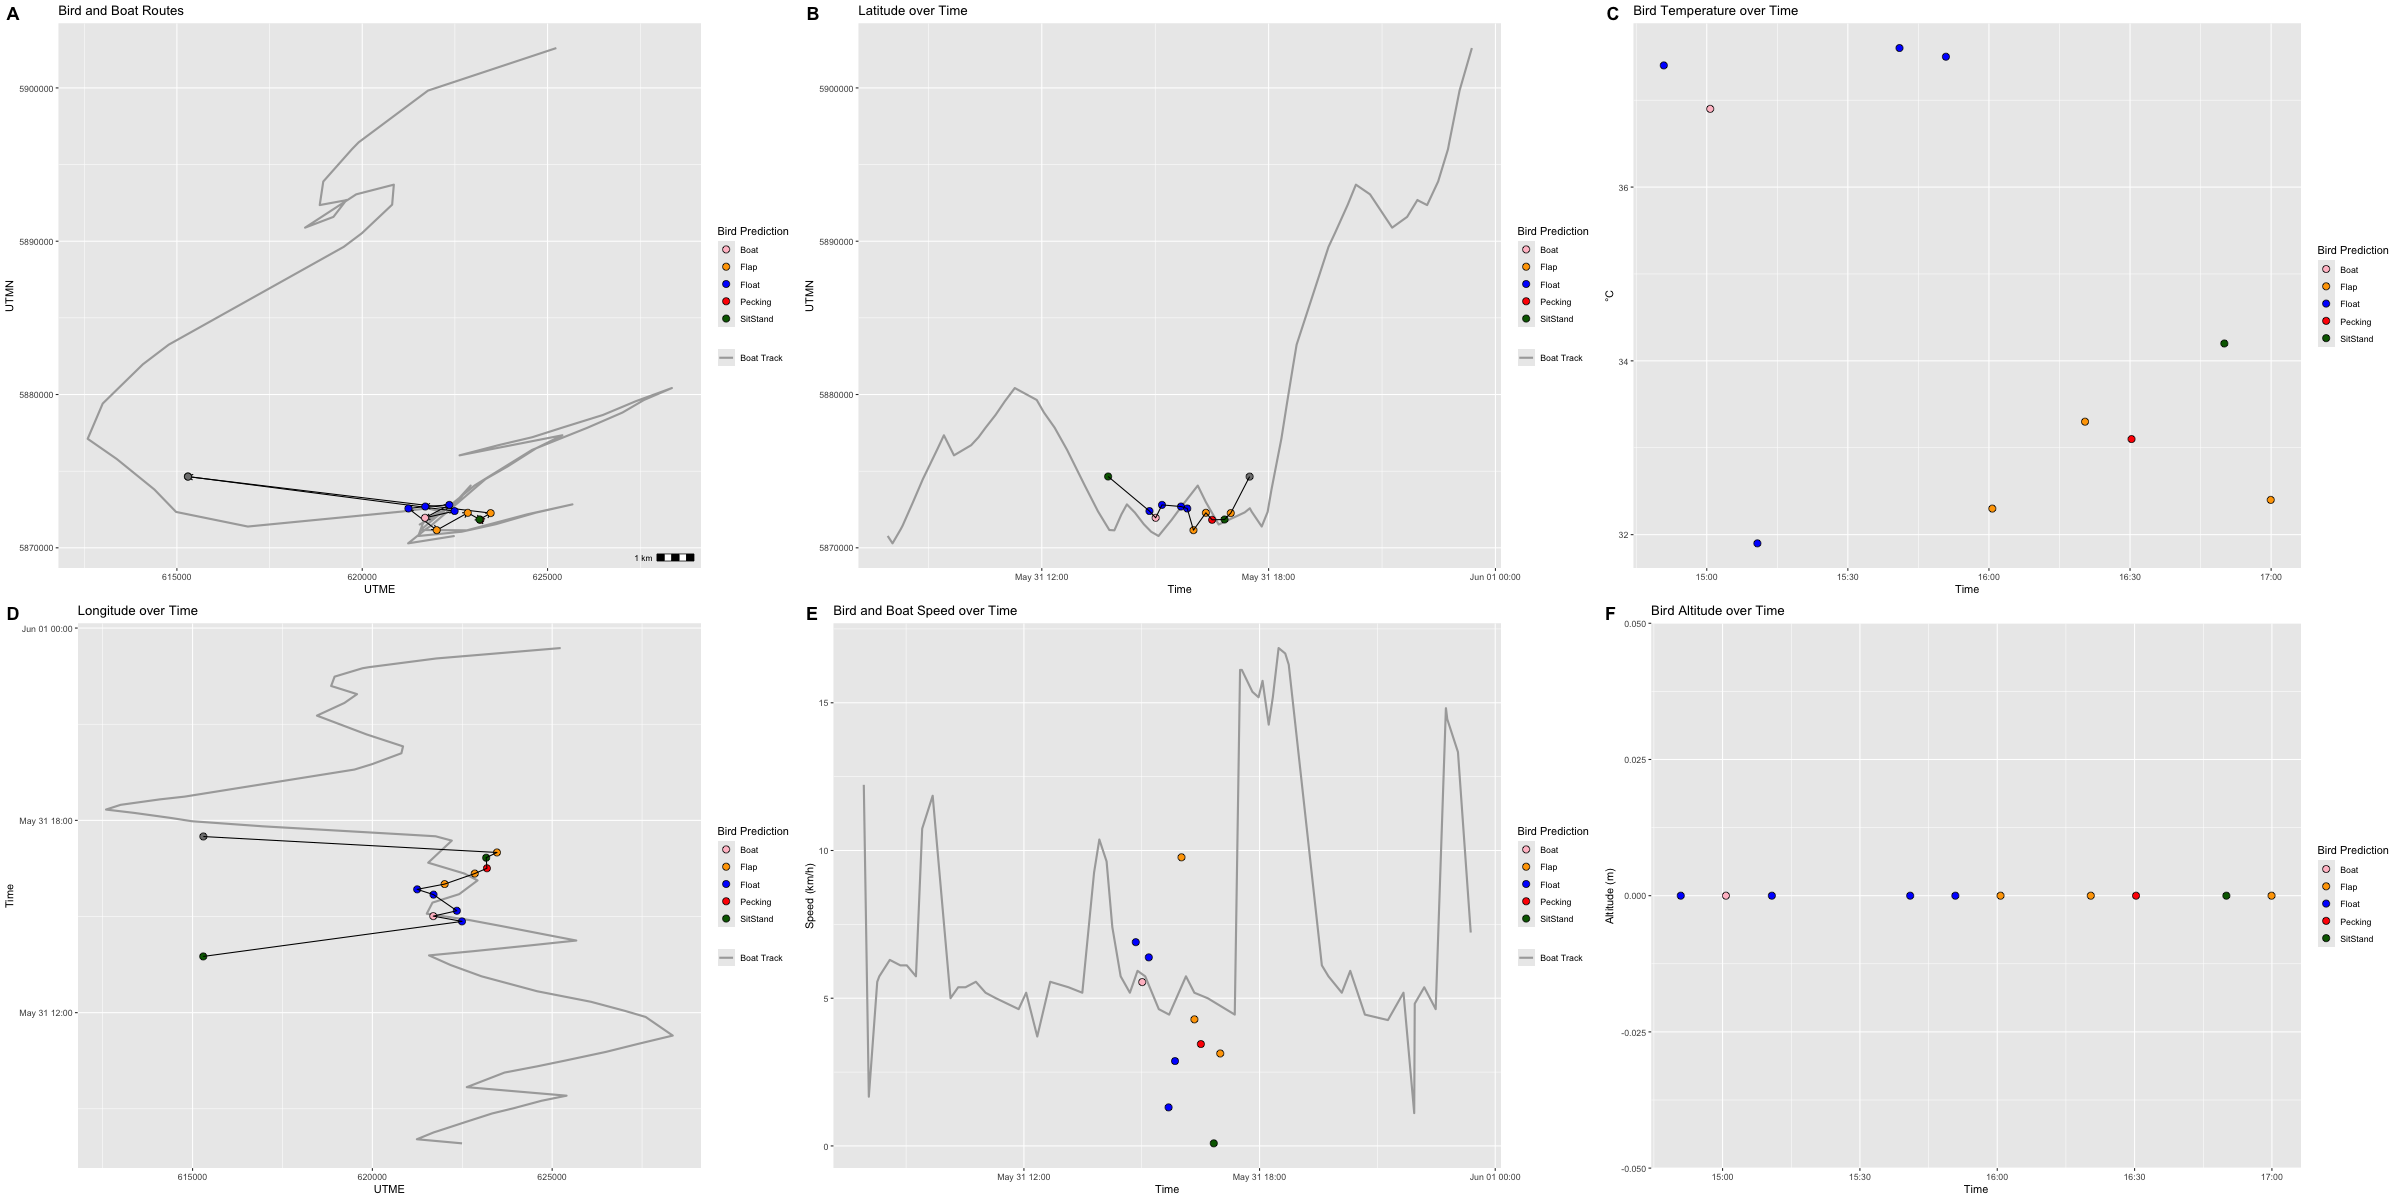 A Bird and Boat Routes
5900000
5890000
5880000
5870000
UTMN
615000 620000 625000
UTME
1 km
Bird Prediction
Boat
Flap
Float
Pecking
SitStand
Boat Track
B Latitude over Time
5900000
5890000
5880000
5870000
UTMN
May 31 12:00 May 31 18:00 Jun 01 00:00
Time
Bird Prediction
Boat
Flap
Float
Pecking
SitStand
Boat Track
C Bird Temperature over Time
36
34
32
°C
15:00 15:30 16:00 16:30 17:00
Time
Bird Prediction
Boat
Flap
Float
Pecking
SitStand
D Longitude over Time
Jun 01 00:00
May 31 18:00
May 31 12:00
Time
615000 620000 625000
UTME
Bird Prediction
Boat
Flap
Float
Pecking
SitStand
Boat Track
E Bird and Boat Speed over Time
15
10
5
0
Speed (km/h)
May 31 12:00 May 31 18:00 Jun 01 00:00
Time
Bird Prediction
Boat
Flap
Float
Pecking
SitStand
Boat Track
F Bird Altitude over Time
0.050
0.025
0.000
-0.025
-0.050
Altitude (m)
15:00 15:30 16:00 16:30 17:00
Time
Bird Prediction
Boat
Flap
Float
Pecking
SitStand